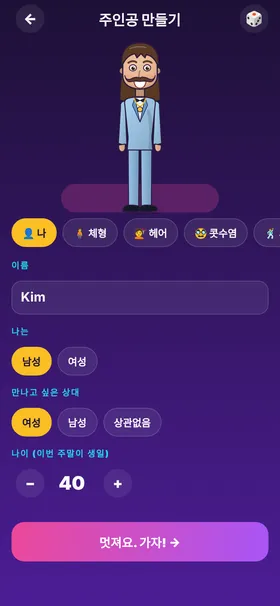 주인공 만들기
나
체형
헤어
콧수염
이름
Kim
나는
남성
여성
만나고 싶은 상대
여성
남성
상관없음
나이 (이번 주말이 생일)
− 40 +
멋져요. 가자! →